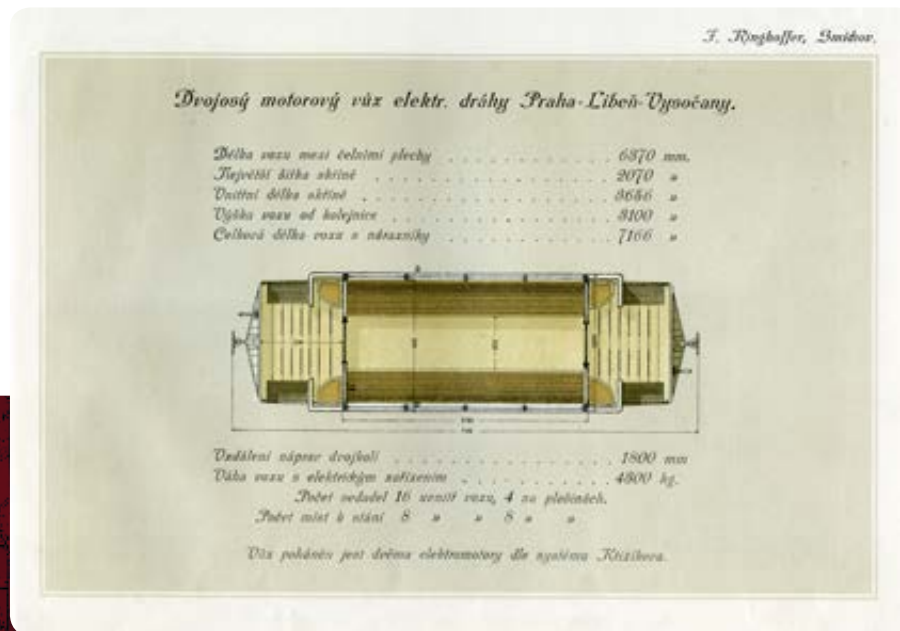 F. Ringhoffer, Smíchov.
Dvojosý motorový vůz elektr. dráhy Praha-Libeň-Vysočany.
Délka vozu mezi čelními plechy . . . . . . . . . . . . 6370 mm.
Největší šířka skříně . . . . . . . . . . . . . . . 2070 "
Vnitřní délka skříně . . . . . . . . . . . . . . . 3656 "
Výška vozu od kolejnice . . . . . . . . . . . . . 3100 "
Celková délka vozu s nárazníky . . . . . . . . . . 7166 "
Vzdálení náprav dvojkolí . . . . . . . . . . . . . . 1800 mm
Váha vozu s elektrickým zařízením . . . . . . . . . 4800 kg.
Počet sedadel 16 uvnitř vozu, 4 na plošinách.
Počet míst k stání 8 " " 8 " "
Vůz poháněn jest dvěma elektromotory dle systému Křižíkova.